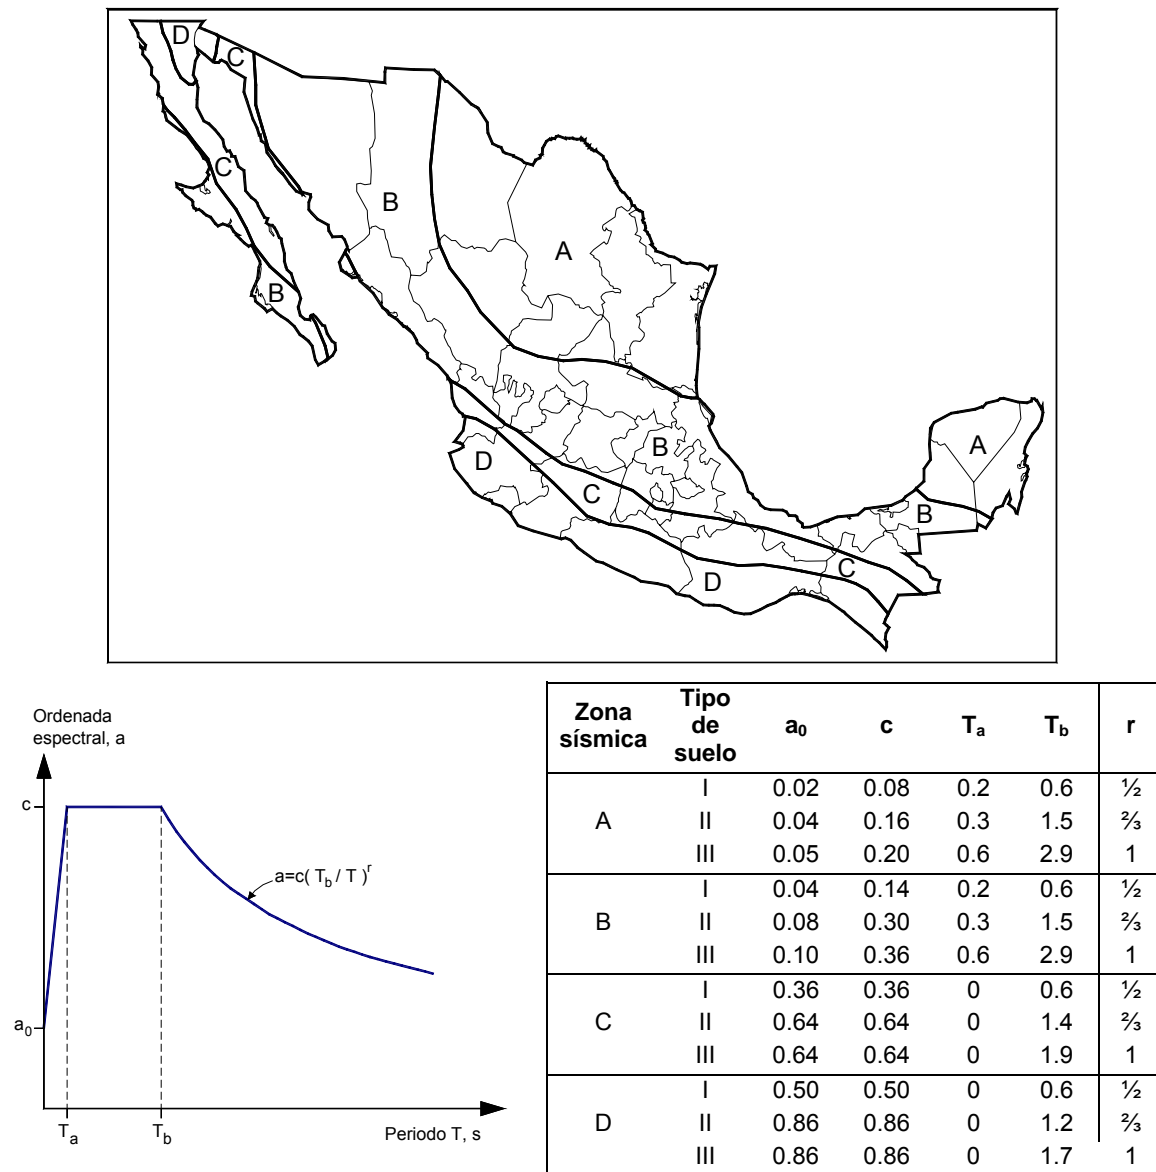 D
C
C
B
A
B
B
A
D
C
B
C
D
Ordenada
espectral, a
c
a=c( T_b / T )^r
a₀
T_a T_b Periodo T, s
Zona sísmica Tipo de suelo a₀ c Tₐ T_b r
I 0.02 0.08 0.2 0.6 ½
A II 0.04 0.16 0.3 1.5 ⅔
III 0.05 0.20 0.6 2.9 1
I 0.04 0.14 0.2 0.6 ½
B II 0.08 0.30 0.3 1.5 ⅔
III 0.10 0.36 0.6 2.9 1
I 0.36 0.36 0 0.6 ½
C II 0.64 0.64 0 1.4 ⅔
III 0.64 0.64 0 1.9 1
I 0.50 0.50 0 0.6 ½
D II 0.86 0.86 0 1.2 ⅔
III 0.86 0.86 0 1.7 1